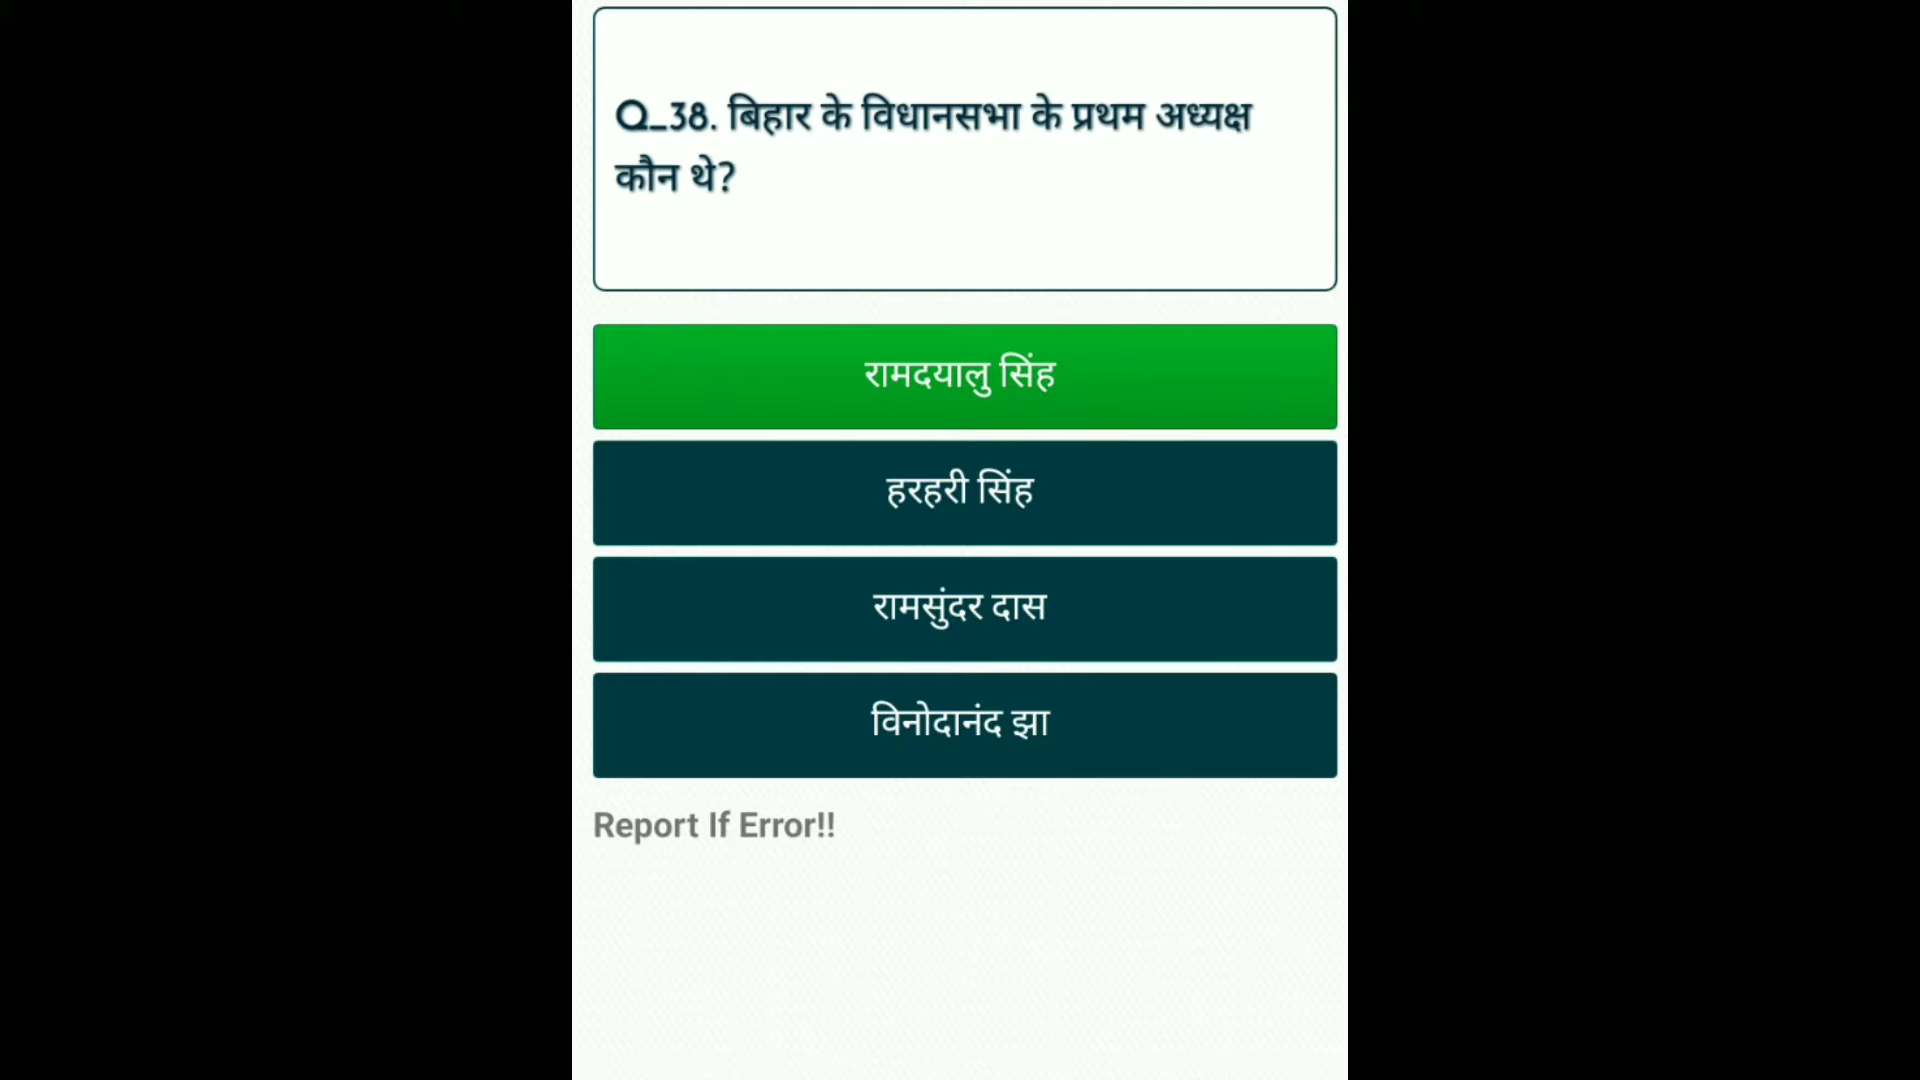 Q_38. बिहार के विधानसभा के प्रथम अध्यक्ष
कौन थे?
रामदयालु सिंह
हरहरी सिंह
रामसुंदर दास
विनोदानंद झा
Report If Error!!